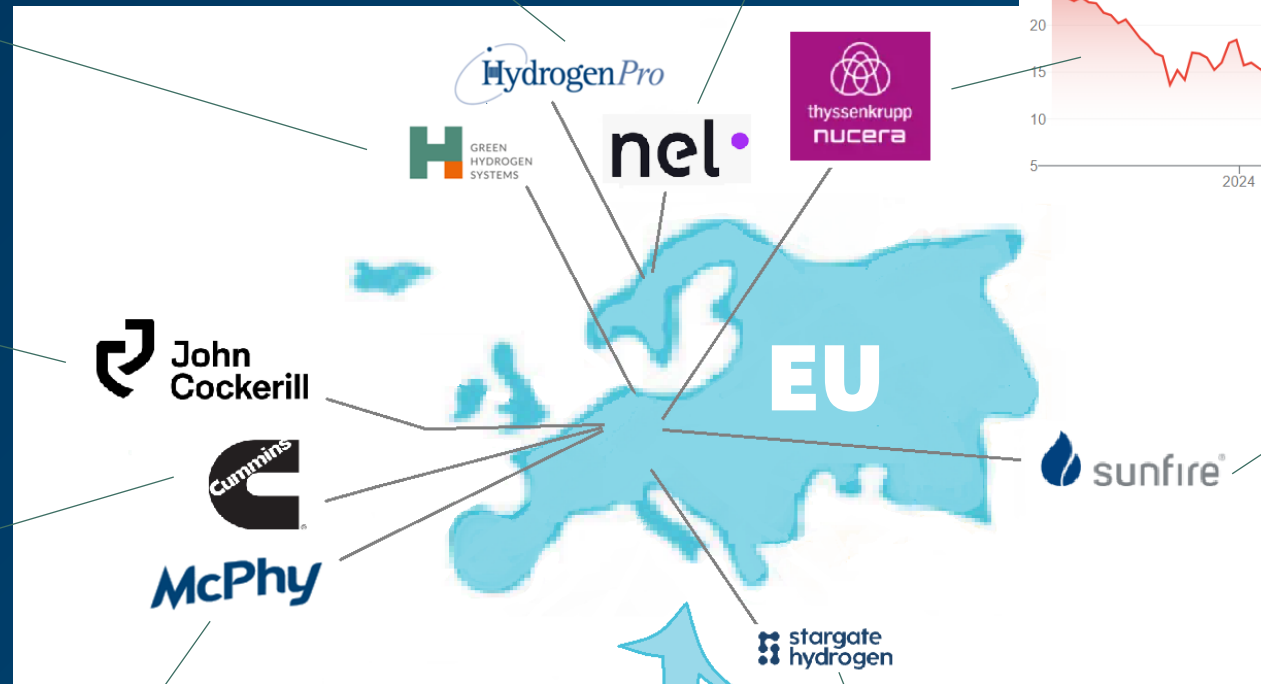 20
15
10
5
2024
HydrogenPro
GREEN
HYDROGEN
SYSTEMS
nel
thyssenkrupp
nucera
John
Cockerill
EU
Cummins
sunfire®
McPhy
stargate
hydrogen